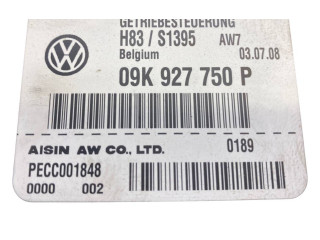 GETRIEBESTEUERUNG
H83 / S1395 AW7
Belgium 03.07.08
09K 927 750 P
AISIN AW CO., LTD. 0189
PECC001848
0000 002